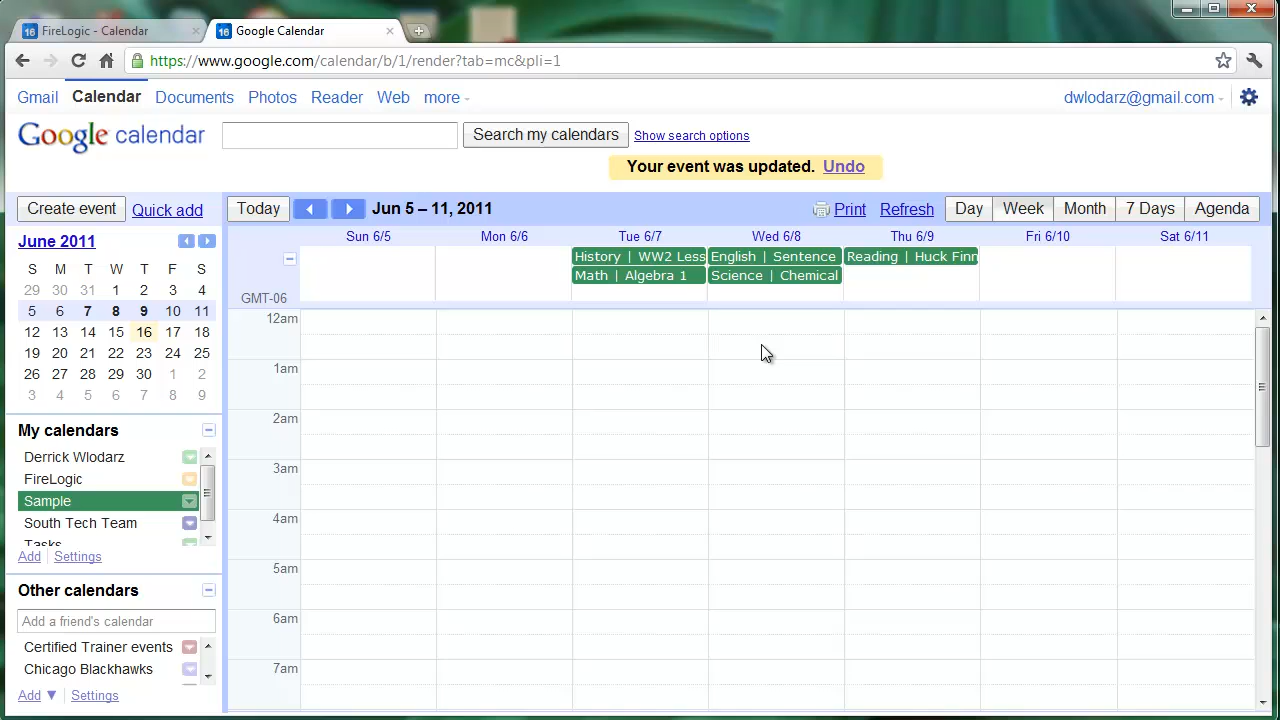 FireLogic - Calendar
Google Calendar
https://www.google.com/calendar/b/1/render?tab=mc&pli=1
Gmail Calendar Documents Photos Reader Web more
dwlodarz@gmail.com
Google calendar
Search my calendars
Show search options
Your event was updated. Undo
Create event Quick add
Today Jun 5 – 11, 2011 Print Refresh Day Week Month 7 Days Agenda
June 2011
S M T W T F S
29 30 31 1 2 3 4
5 6 7 8 9 10 11
12 13 14 15 16 17 18
19 20 21 22 23 24 25
26 27 28 29 30 1 2
3 4 5 6 7 8 9
My calendars
Derrick Wlodarz
FireLogic
Sample
South Tech Team
Tasks
Add Settings
Other calendars
Add a friend's calendar
Certified Trainer events
Chicago Blackhawks
Add ▼ Settings
Sun 6/5 Mon 6/6 Tue 6/7 Wed 6/8 Thu 6/9 Fri 6/10 Sat 6/11
History | WW2 Less English | Sentence Reading | Huck Finn
Math | Algebra 1 Science | Chemical
GMT-06
12am
1am
2am
3am
4am
5am
6am
7am